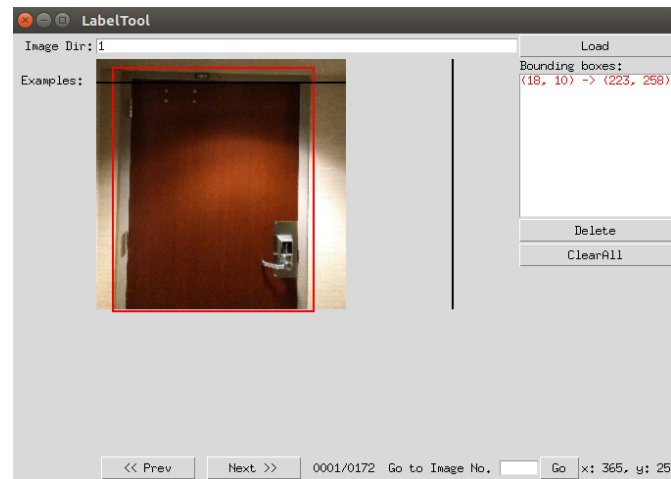 LabelTool
Image Dir: 1
Load
Examples:
Bounding boxes:
(18, 10) -> (223, 258)
Delete
ClearAll
<< Prev
Next >>
0001/0172
Go to Image No.
Go
x: 365, y: 25